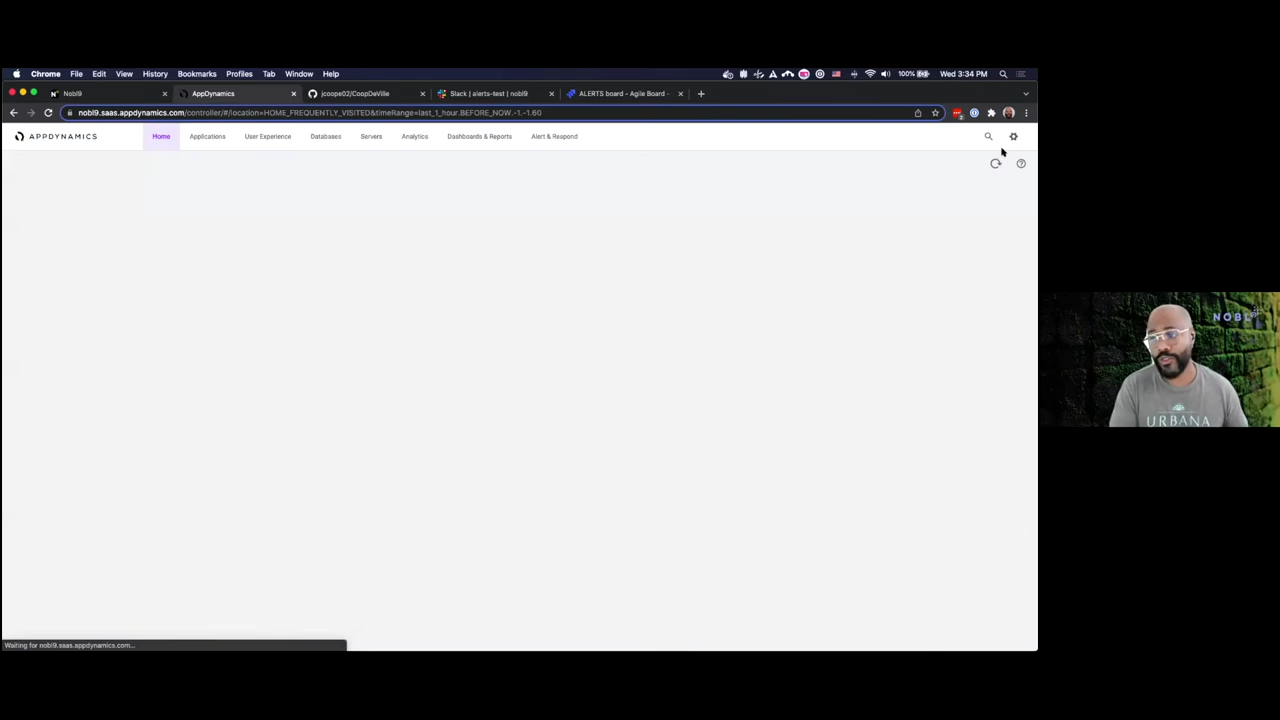 Chrome File Edit View History Bookmarks Profiles Tab Window Help 100% Wed 3:34 PM
Nobl9 AppDynamics jcoope02/CoopDeVille Slack | alerts-test | nobl9 ALERTS board - Agile Board -
nobl9.saas.appdynamics.com/controller/#/location=HOME_FREQUENTLY_VISITED&timeRange=last_1_hour.BEFORE_NOW.-1.-1.60
APPDYNAMICS Home Applications User Experience Databases Servers Analytics Dashboards & Reports Alert & Respond
NOBL9
URBANA
Waiting for nobl9.saas.appdynamics.com...